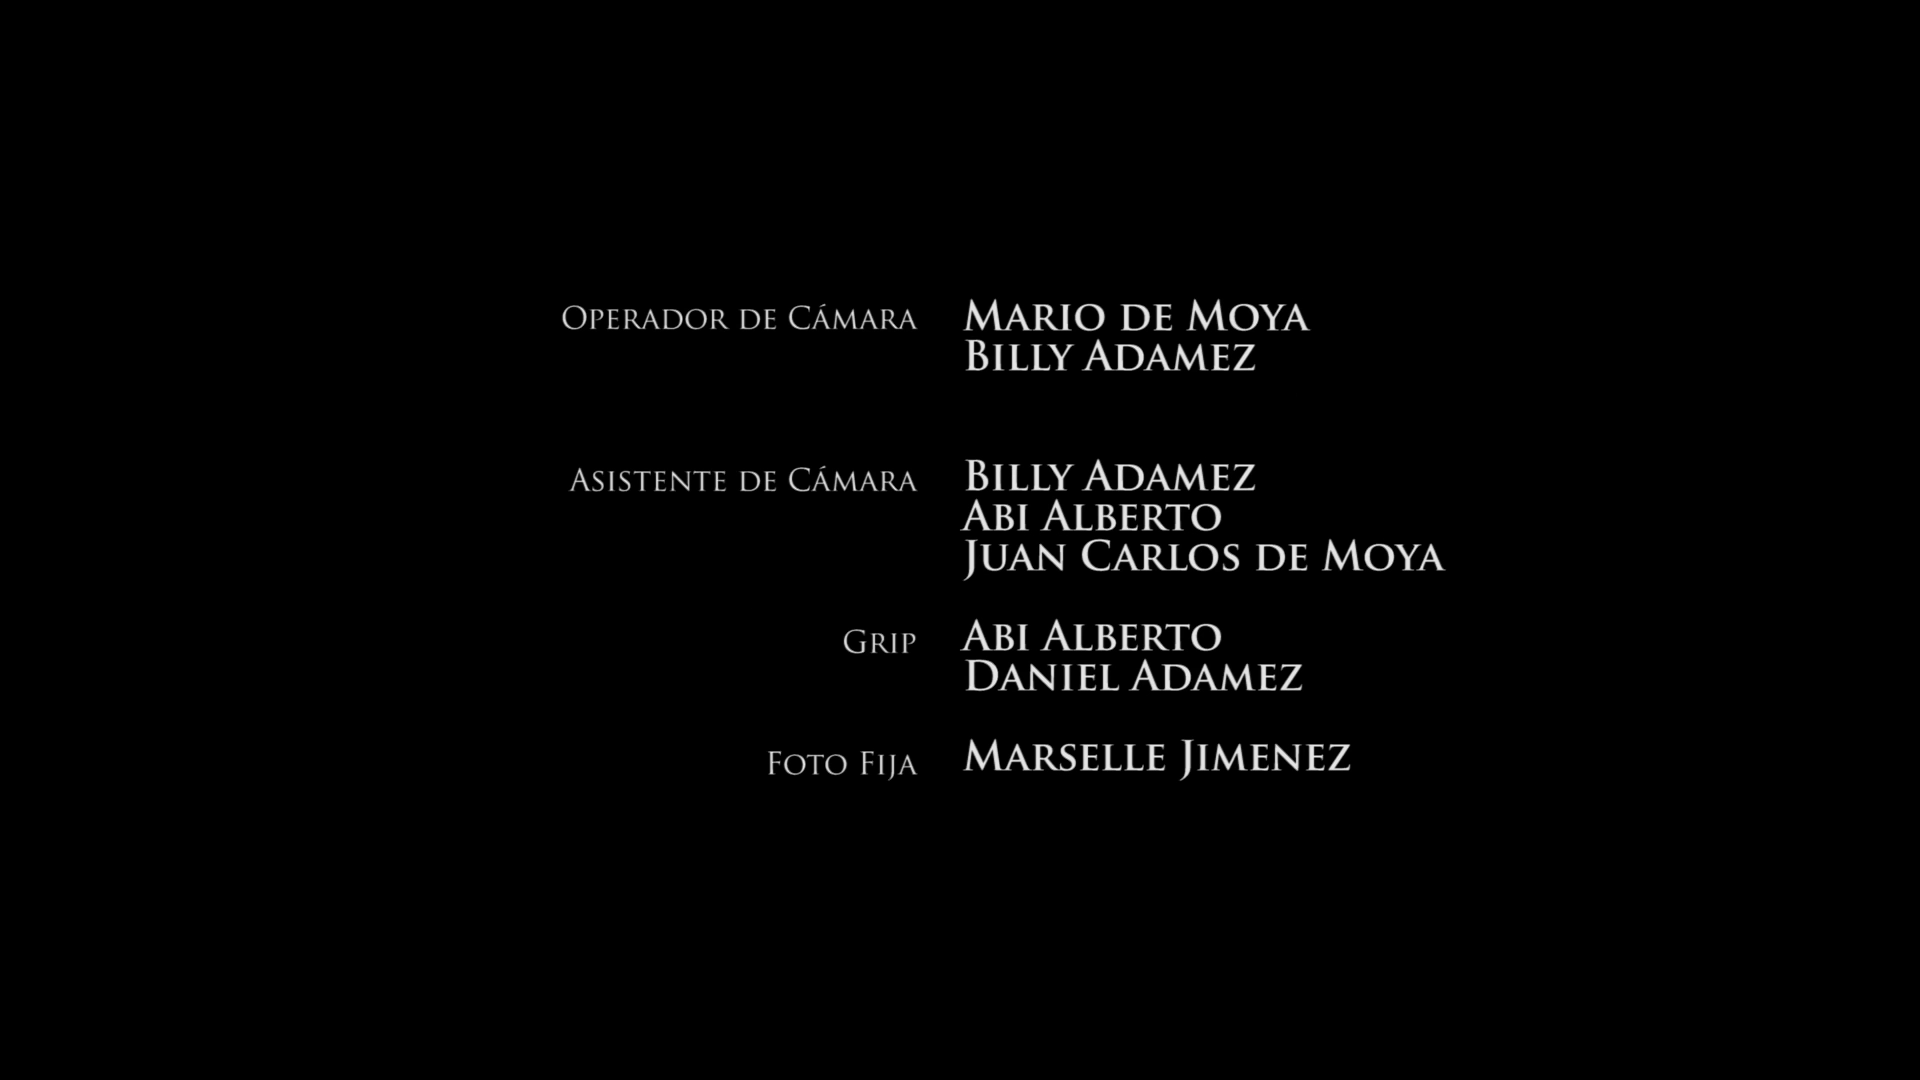 Operador de Cámara Mario de Moya
Billy Adamez
Asistente de Cámara Billy Adamez
Abi Alberto
Juan Carlos de Moya
Grip Abi Alberto
Daniel Adamez
Foto Fija Marselle Jimenez